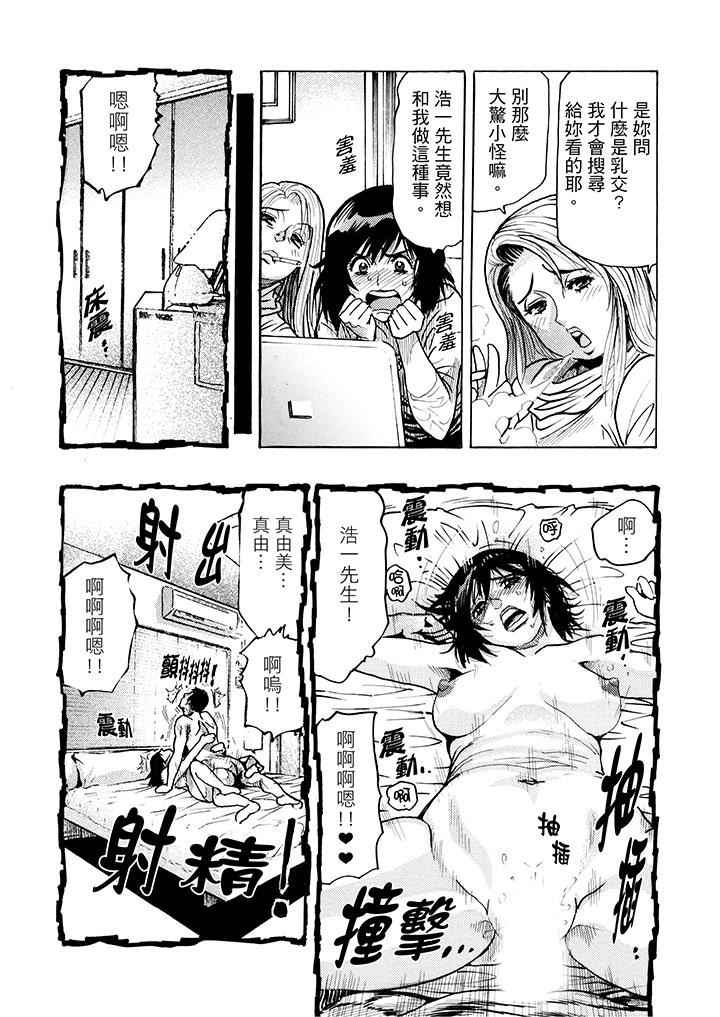 是妳問
什麼是乳交?
我才會搜尋
給妳看的耶。
別那麼
大驚小怪嘛。
浩一先生竟然想
和我做這種事。
害羞
害羞
嗯啊嗯!!
床震…
啊…
呼
震動…
哈啊
震動…
浩一先生!
震動…
啊
啊啊啊嗯!!♥♥
抽插
抽插
撞擊…
射出
真由美…
真由…
啊嗚!!
啊啊啊嗯!!
顫抖抖抖!
震動
射精!